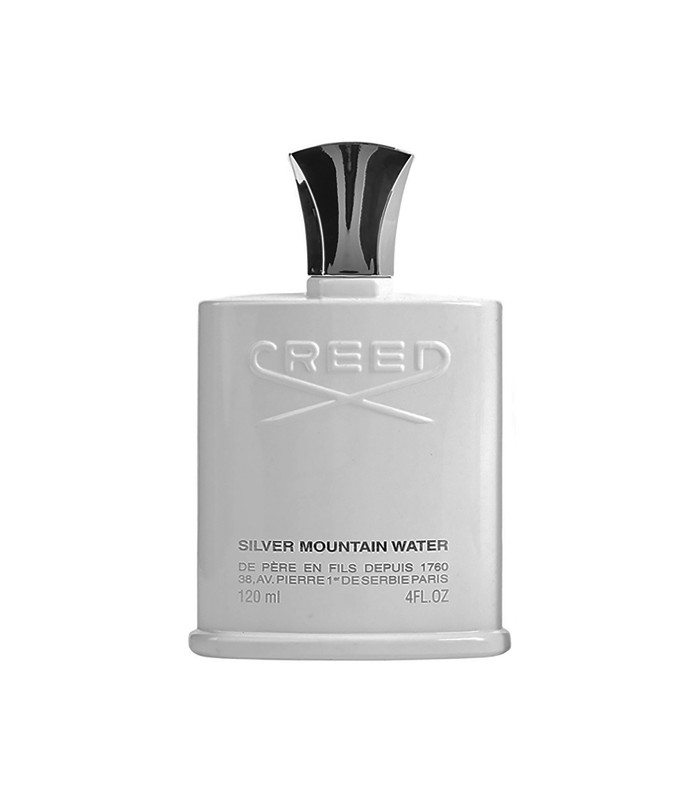 CREED
SILVER MOUNTAIN WATER
DE PÈRE EN FILS DEPUIS 1760
38, AV. PIERRE 1er DE SERBIE PARIS
120 ml 4FL.OZ